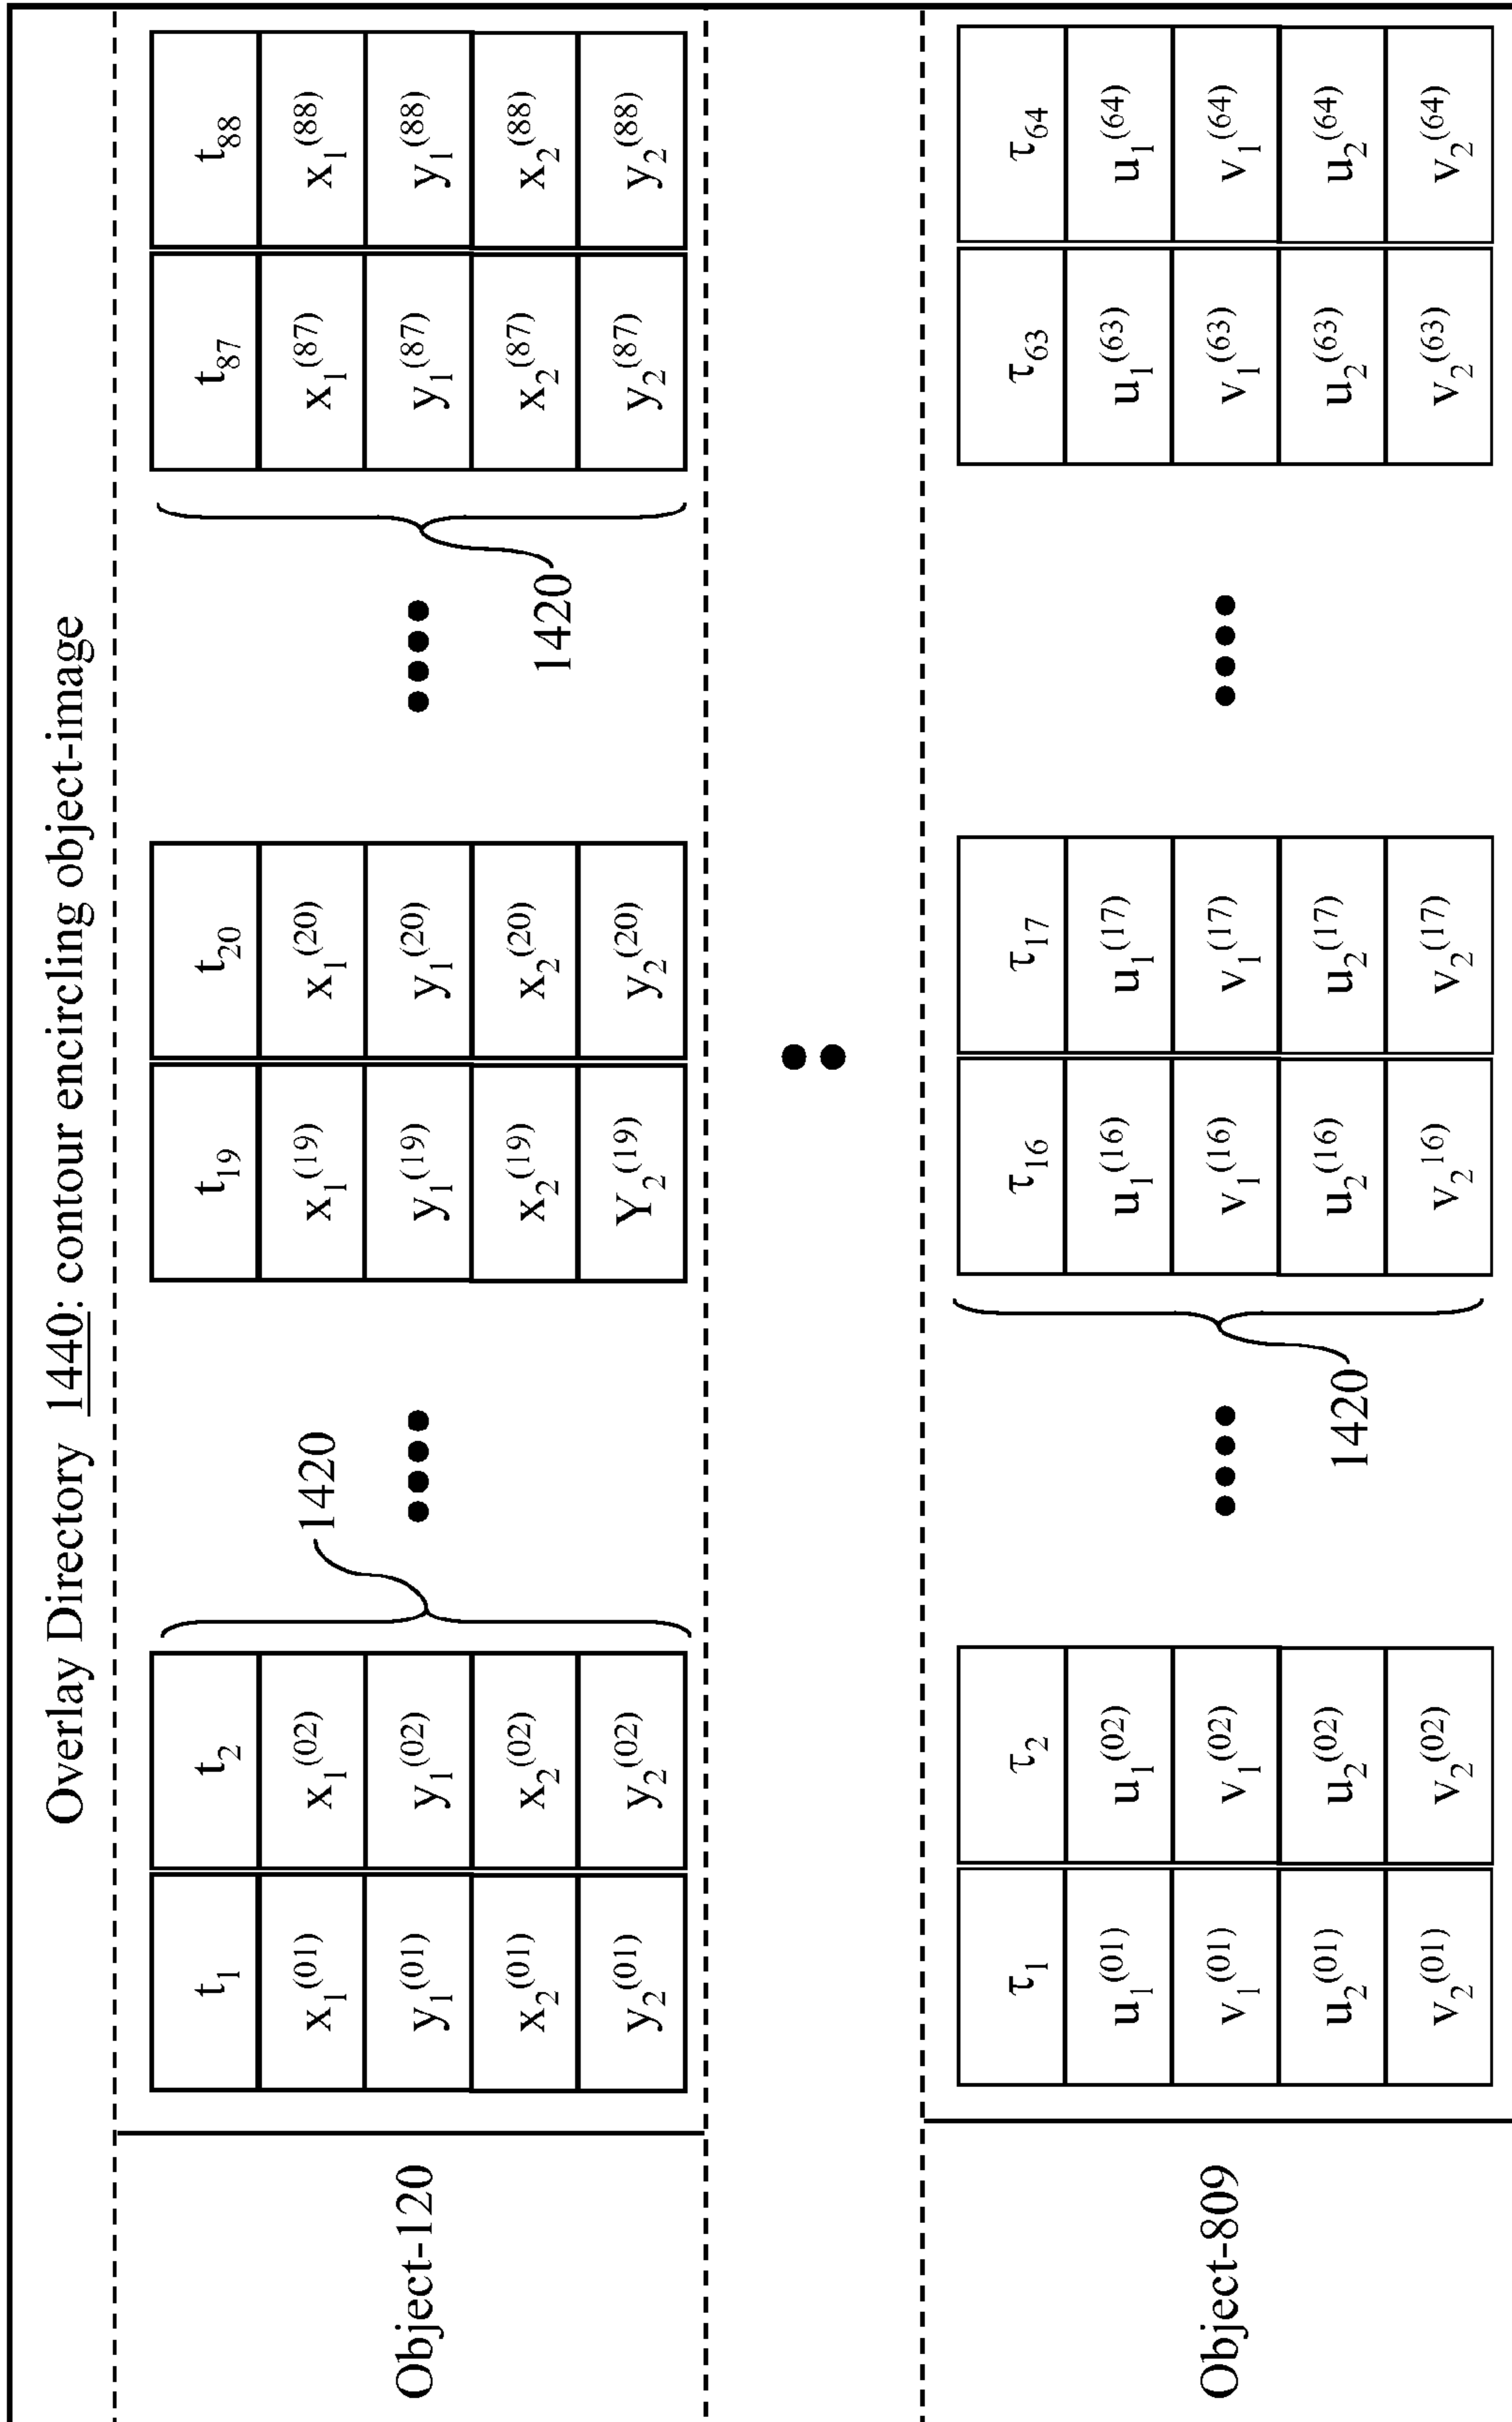 Overlay Directory 1440: contour encircling object-image
Object-120
t₁ t₂ t₁₉ t₂₀ t₈₇ t₈₈
x₁⁽⁰¹⁾ x₁⁽⁰²⁾ 1420 x₁⁽¹⁹⁾ x₁⁽²⁰⁾ x₁⁽⁸⁷⁾ x₁⁽⁸⁸⁾
y₁⁽⁰¹⁾ y₁⁽⁰²⁾ •••• y₁⁽¹⁹⁾ y₁⁽²⁰⁾ •••• y₁⁽⁸⁷⁾ y₁⁽⁸⁸⁾
x₂⁽⁰¹⁾ x₂⁽⁰²⁾ x₂⁽¹⁹⁾ x₂⁽²⁰⁾ 1420 x₂⁽⁸⁷⁾ x₂⁽⁸⁸⁾
y₂⁽⁰¹⁾ y₂⁽⁰²⁾ Y₂⁽¹⁹⁾ y₂⁽²⁰⁾ y₂⁽⁸⁷⁾ y₂⁽⁸⁸⁾
Object-809
τ₁ τ₂ τ₁₆ τ₁₇ τ₆₃ τ₆₄
u₁⁽⁰¹⁾ u₁⁽⁰²⁾ u₁⁽¹⁶⁾ u₁⁽¹⁷⁾ u₁⁽⁶³⁾ u₁⁽⁶⁴⁾
v₁⁽⁰¹⁾ v₁⁽⁰²⁾ •••• v₁⁽¹⁶⁾ v₁⁽¹⁷⁾ •••• v₁⁽⁶³⁾ v₁⁽⁶⁴⁾
u₂⁽⁰¹⁾ u₂⁽⁰²⁾ 1420 u₂⁽¹⁶⁾ u₂⁽¹⁷⁾ u₂⁽⁶³⁾ u₂⁽⁶⁴⁾
v₂⁽⁰¹⁾ v₂⁽⁰²⁾ v₂¹⁶⁾ v₂⁽¹⁷⁾ v₂⁽⁶³⁾ v₂⁽⁶⁴⁾